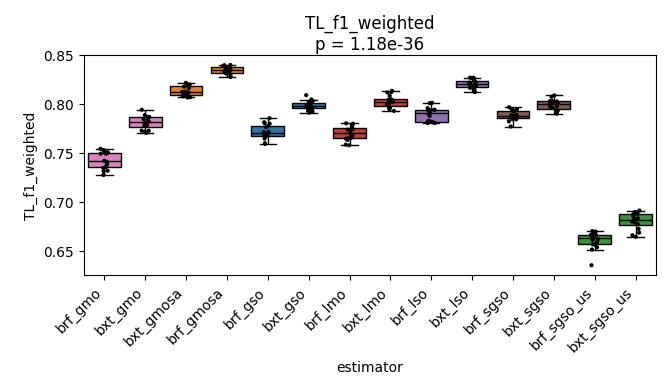 TL_f1_weighted
p = 1.18e-36
TL_f1_weighted
0.85
0.80
0.75
0.70
0.65
brf_gmo
bxt_gmo
bxt_gmosa
brf_gmosa
brf_gso
bxt_gso
brf_lmo
bxt_lmo
brf_lso
bxt_lso
brf_sgso
bxt_sgso
brf_sgso_us
bxt_sgso_us
estimator